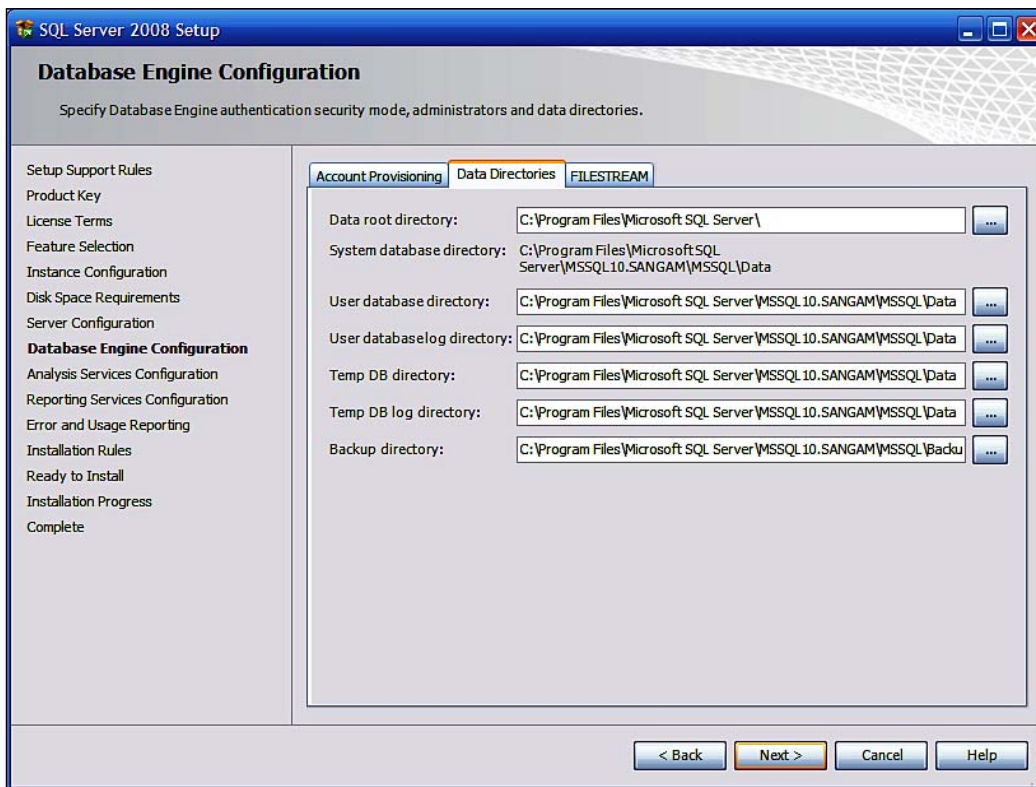 SQL Server 2008 Setup
Database Engine Configuration
Specify Database Engine authentication security mode, administrators and data directories.
Setup Support Rules
Product Key
License Terms
Feature Selection
Instance Configuration
Disk Space Requirements
Server Configuration
Database Engine Configuration
Analysis Services Configuration
Reporting Services Configuration
Error and Usage Reporting
Installation Rules
Ready to Install
Installation Progress
Complete
Account Provisioning Data Directories FILESTREAM
Data root directory: C:\Program Files\Microsoft SQL Server\ ...
System database directory: C:\Program Files\Microsoft SQL
Server\MSSQL10.SANGAM\MSSQL\Data
User database directory: C:\Program Files\Microsoft SQL Server\MSSQL10.SANGAM\MSSQL\Data ...
User database log directory: C:\Program Files\Microsoft SQL Server\MSSQL10.SANGAM\MSSQL\Data ...
Temp DB directory: C:\Program Files\Microsoft SQL Server\MSSQL10.SANGAM\MSSQL\Data ...
Temp DB log directory: C:\Program Files\Microsoft SQL Server\MSSQL10.SANGAM\MSSQL\Data ...
Backup directory: C:\Program Files\Microsoft SQL Server\MSSQL10.SANGAM\MSSQL\Backu ...
< Back Next > Cancel Help